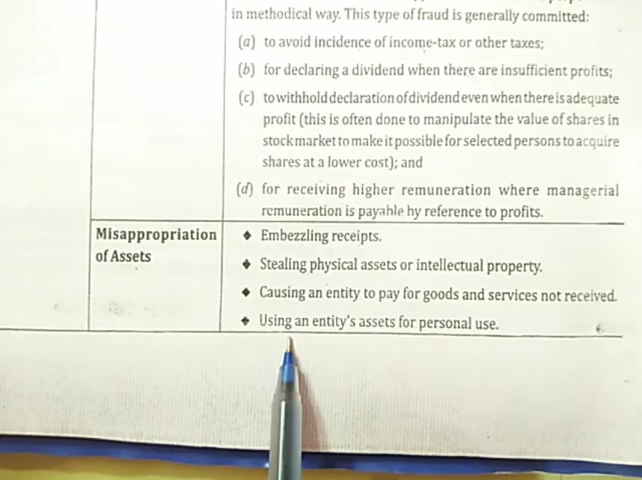 in methodical way. This type of fraud is generally committed:
(a) to avoid incidence of income-tax or other taxes;
(b) for declaring a dividend when there are insufficient profits;
(c) to withhold declaration of dividend even when there is adequate
profit (this is often done to manipulate the value of shares in
stock market to make it possible for selected persons to acquire
shares at a lower cost); and
(d) for receiving higher remuneration where managerial
remuneration is payable by reference to profits.
Misappropriation
of Assets
◆ Embezzling receipts.
◆ Stealing physical assets or intellectual property.
◆ Causing an entity to pay for goods and services not received.
◆ Using an entity's assets for personal use.